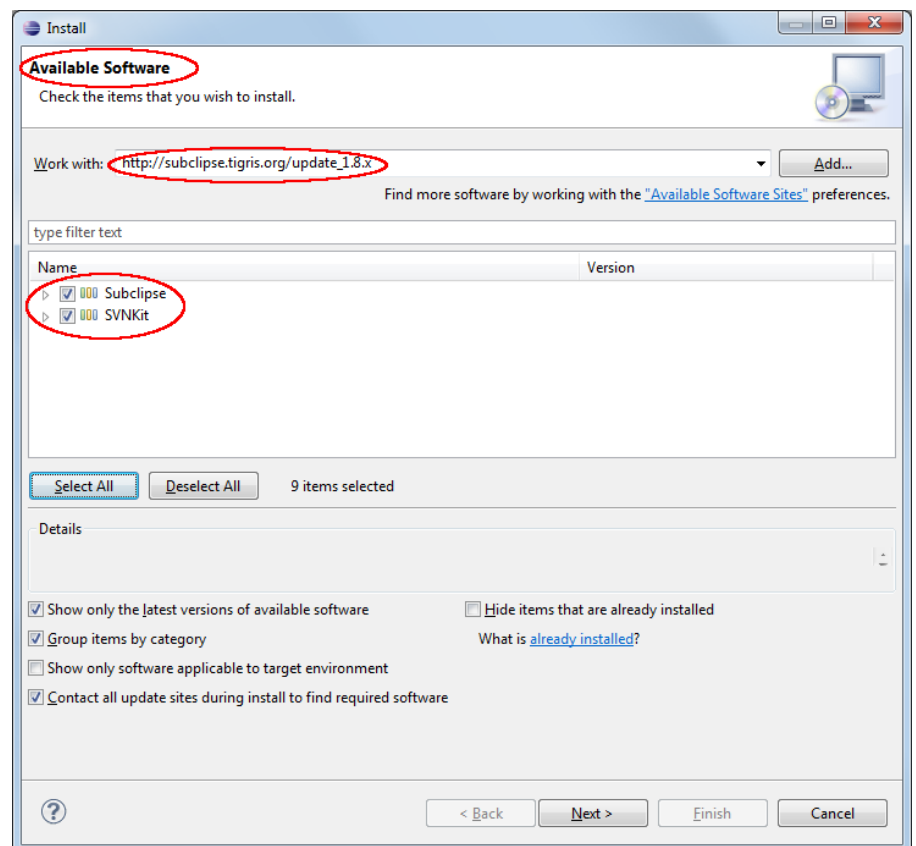 Install
Available Software
Check the items that you wish to install.
Work with: http://subclipse.tigris.org/update_1.8.x Add...
Find more software by working with the "Available Software Sites" preferences.
type filter text
Name Version
Subclipse
SVNKit
Select All Deselect All 9 items selected
Details
Show only the latest versions of available software Hide items that are already installed
Group items by category What is already installed?
Show only software applicable to target environment
Contact all update sites during install to find required software
? < Back Next > Finish Cancel